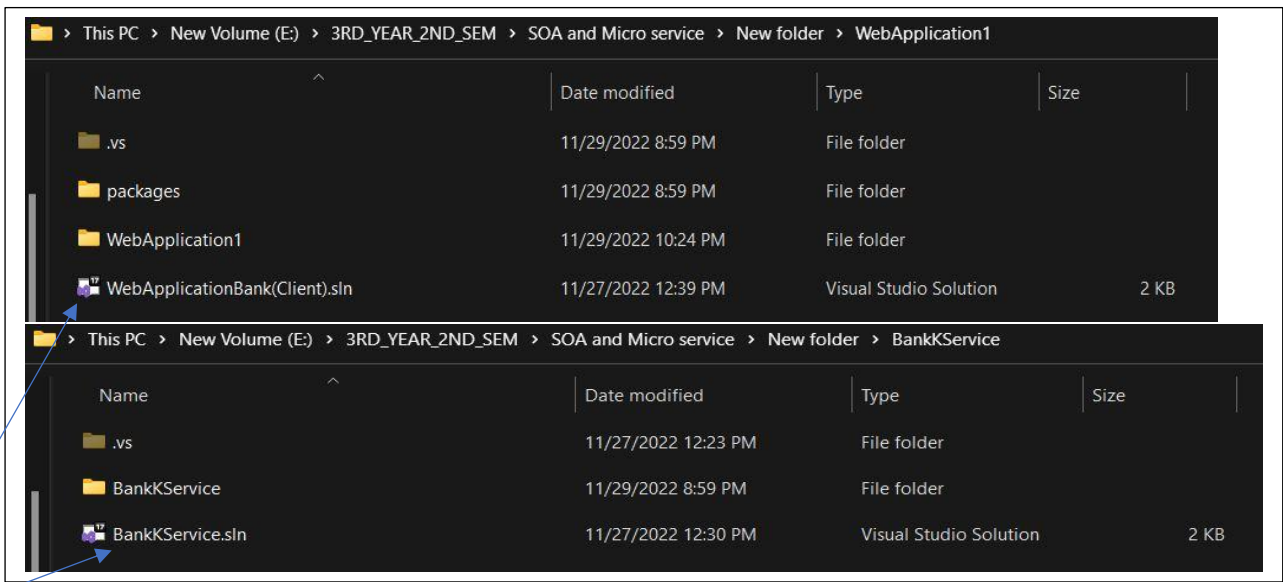 > This PC > New Volume (E:) > 3RD_YEAR_2ND_SEM > SOA and Micro service > New folder > WebApplication1
Name Date modified Type Size
.vs 11/29/2022 8:59 PM File folder
packages 11/29/2022 8:59 PM File folder
WebApplication1 11/29/2022 10:24 PM File folder
17 WebApplicationBank(Client).sln 11/27/2022 12:39 PM Visual Studio Solution 2 KB
> This PC > New Volume (E:) > 3RD_YEAR_2ND_SEM > SOA and Micro service > New folder > BankKService
Name Date modified Type Size
.vs 11/27/2022 12:23 PM File folder
BankKService 11/29/2022 8:59 PM File folder
17 BankKService.sln 11/27/2022 12:30 PM Visual Studio Solution 2 KB